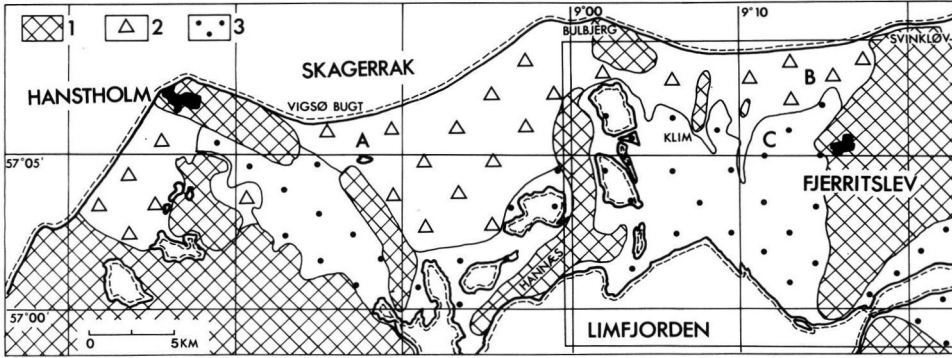 1 2 3
9°00
9°10
BULBJERG
SVINKLØV
SKAGERRAK
HANSTHOLM
VIGSØ BUGT
A
B
C
KLIM
57°05'
FJERRITSLEV
HANNÆS
57°00'
LIMFJORDEN
0 5KM